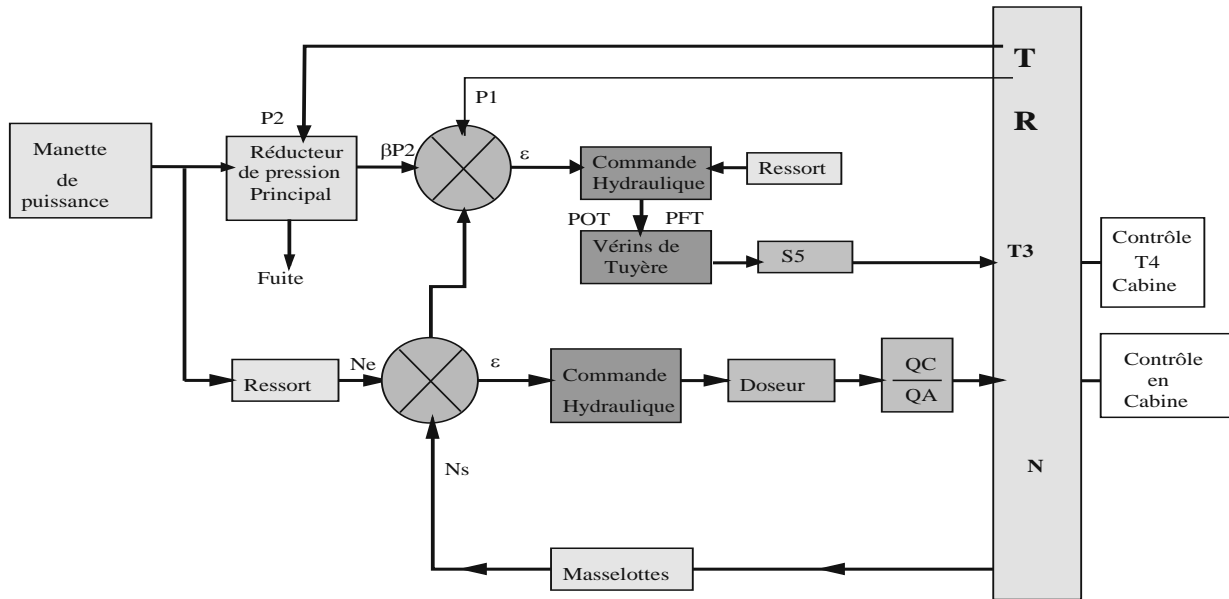 T
P1
P2
R
Manette
de
puissance
Réducteur
de pression
Principal
βP2
ε
Commande
Hydraulique
Ressort
POT
PFT
Fuite
Vérins de
Tuyère
S5
T3
Contrôle
T4
Cabine
Ressort
Ne
ε
Commande
Hydraulique
Doseur
QC
QA
Contrôle
en
Cabine
Ns
N
Masselottes